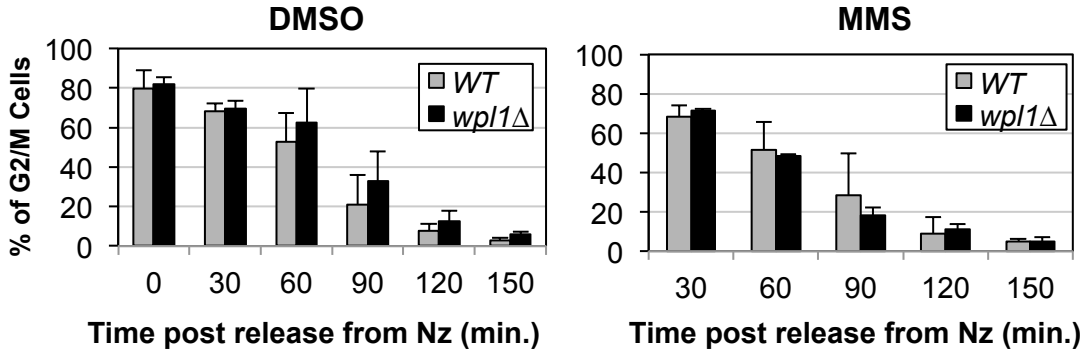 DMSO
% of G2/M Cells
100
80
60
40
20
0
WT
wpl1Δ
0 30 60 90 120 150
Time post release from Nz (min.)
MMS
100
80
60
40
20
0
WT
wpl1Δ
30 60 90 120 150
Time post release from Nz (min.)